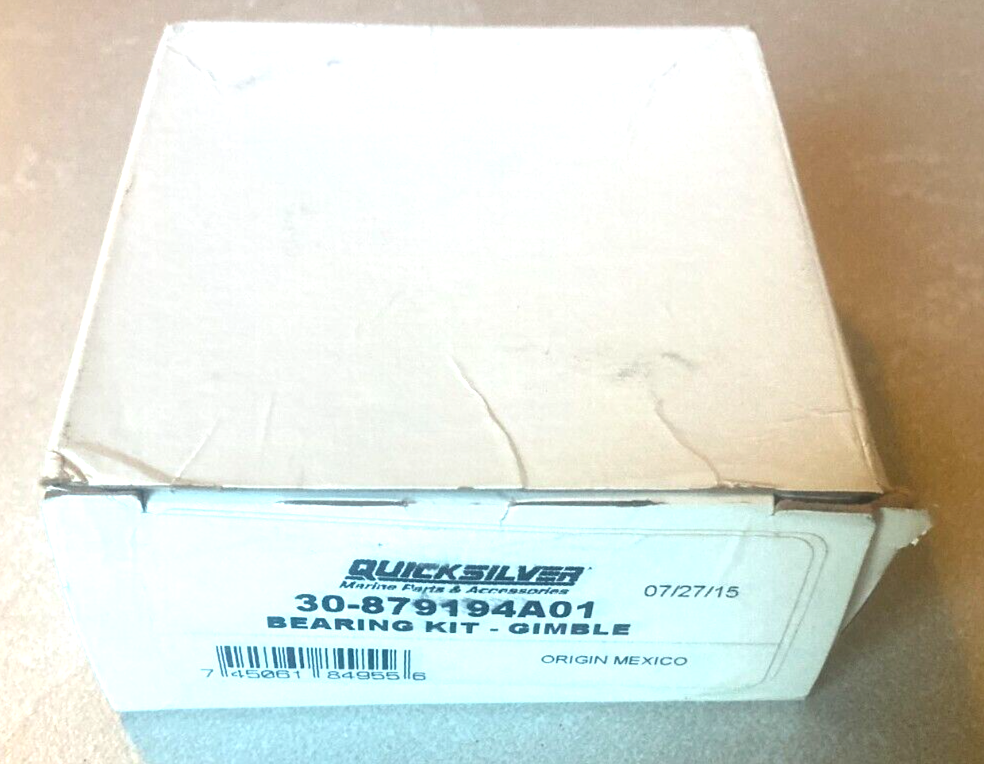 QUICKSILVER
Marine Parts & Accessories
07/27/15
30-879194A01
BEARING KIT - GIMBLE
ORIGIN MEXICO
7 45061 84955 6